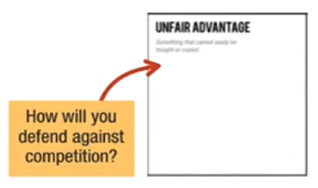 UNFAIR ADVANTAGE
Something that cannot easily be
bought or copied
How will you
defend against
competition?